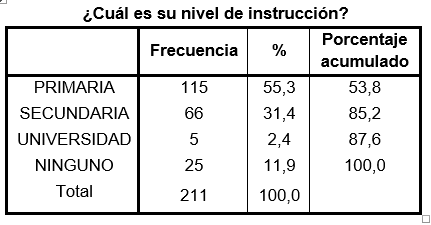 ¿Cuál es su nivel de instrucción?
Frecuencia % Porcentaje acumulado
PRIMARIA 115 55,3 53,8
SECUNDARIA 66 31,4 85,2
UNIVERSIDAD 5 2,4 87,6
NINGUNO 25 11,9 100,0
Total 211 100,0